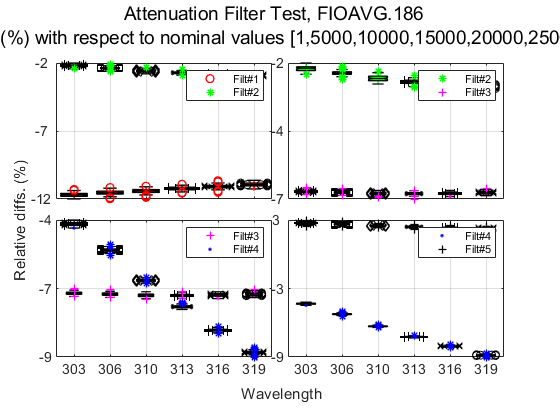 Attenuation Filter Test, FIOAVG.186
(%) with respect to nominal values [1,5000,10000,15000,20000,250
Relative diffs. (%)
-2
-7
-12
Filt#1
Filt#2
-2
-4
-7
Filt#2
Filt#3
-4
-7
-9
Filt#3
Filt#4
303 306 310 313 316 319
3
-3
-9
Filt#4
Filt#5
303 306 310 313 316 319
Wavelength